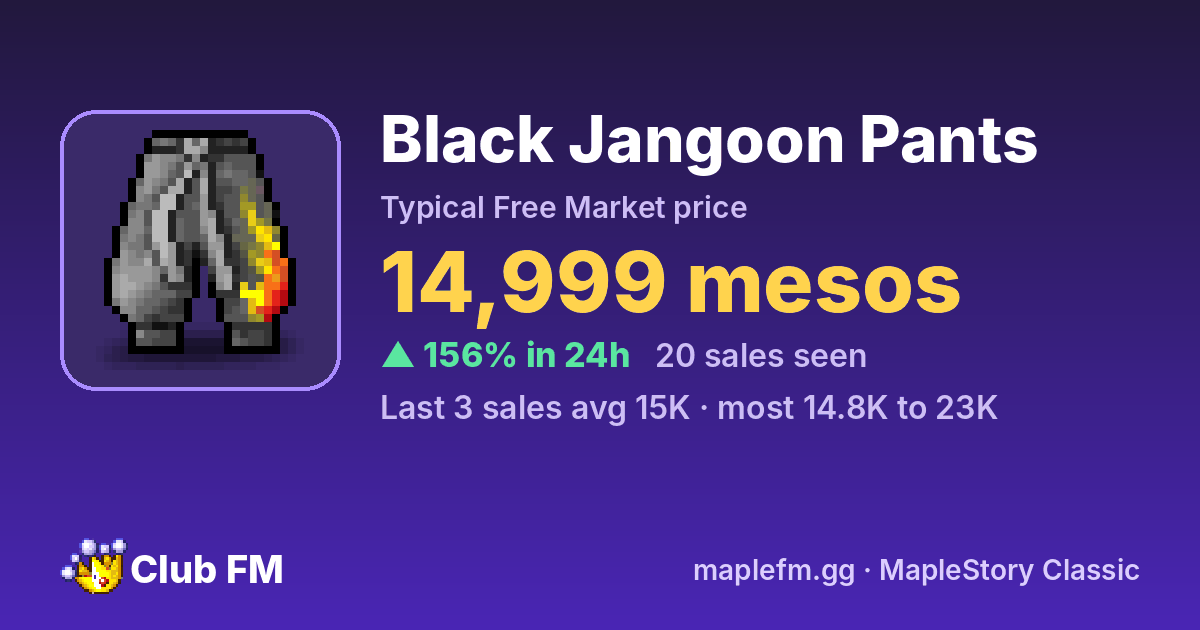 Black Jangoon Pants
Typical Free Market price
14,999 mesos
▲ 156% in 24h 20 sales seen
Last 3 sales avg 15K · most 14.8K to 23K
Club FM
maplefm.gg · MapleStory Classic